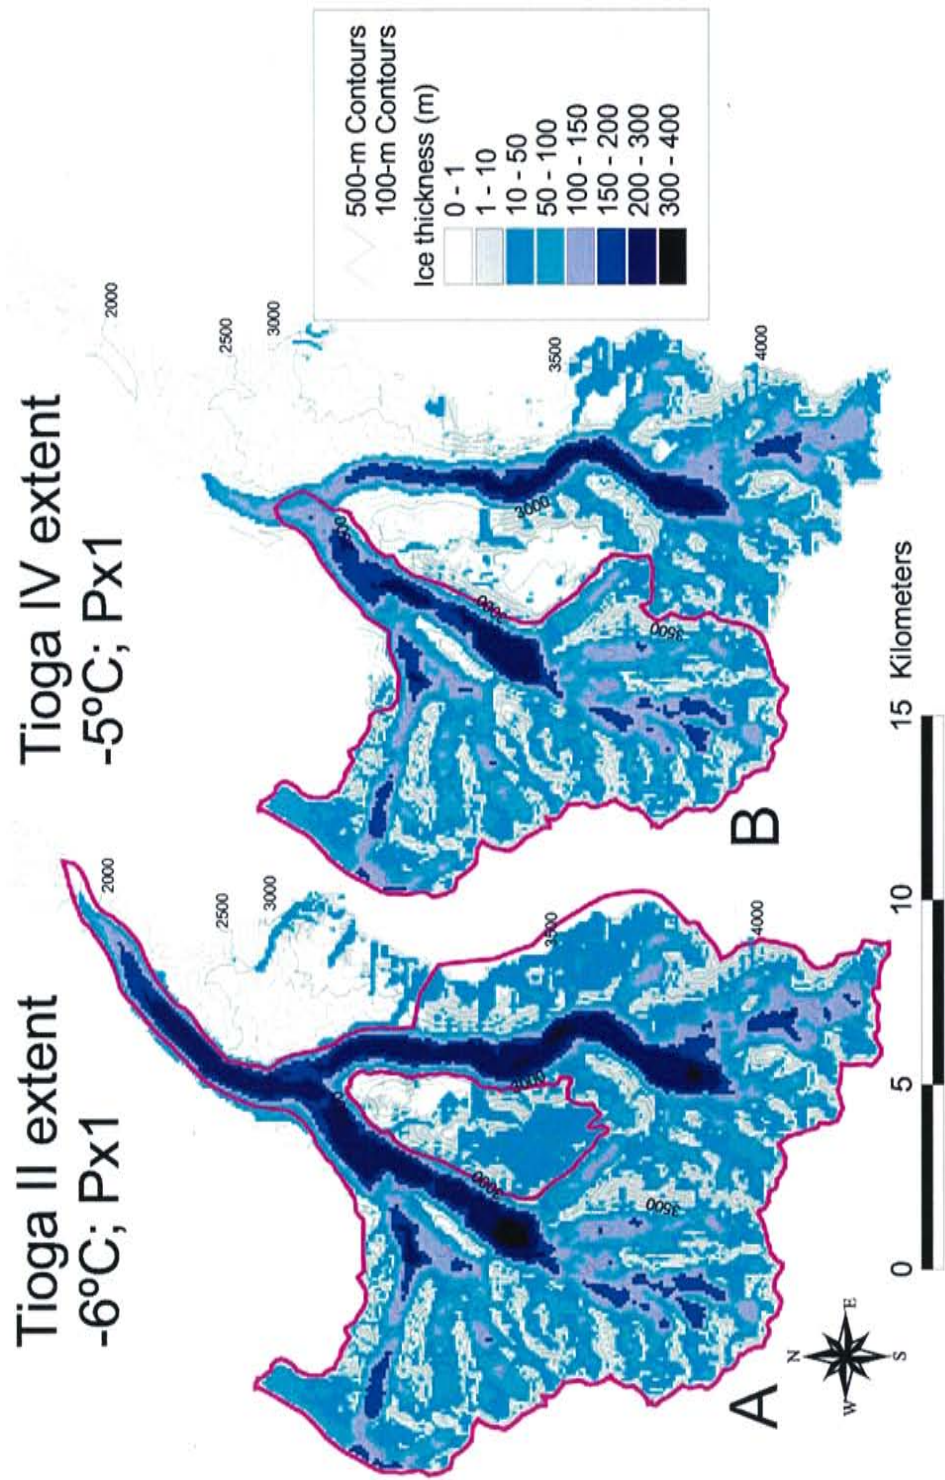 Tioga III extent
-6ºC; Px1
Tioga IV extent
-5ºC; Px1
2000
2500
3000
3500
4000
3000
3000
3500
A
N
W
E
S
2000
2500
3000
3500
4000
3000
3000
3500
B
0
5
10
15
Kilometers
500-m Contours
100-m Contours
Ice thickness (m)
0 - 1
1 - 10
10 - 50
50 - 100
100 - 150
150 - 200
200 - 300
300 - 400